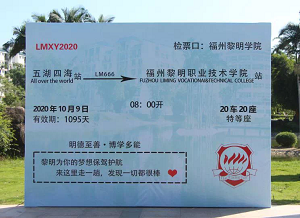 LMXY2020 检票口：福州黎明学院
五湖四海站 LM666 福州黎明职业技术学院站
All over the world FUZHOU LIMING VOCATIONAL&TECHNICAL COLLEGE
2020年10月9日 08：00开 20车20座
有效期：1095天 特等座
明德至善·博学多能
黎明为你的梦想保驾护航
来这里走一趟，发现一切都很棒